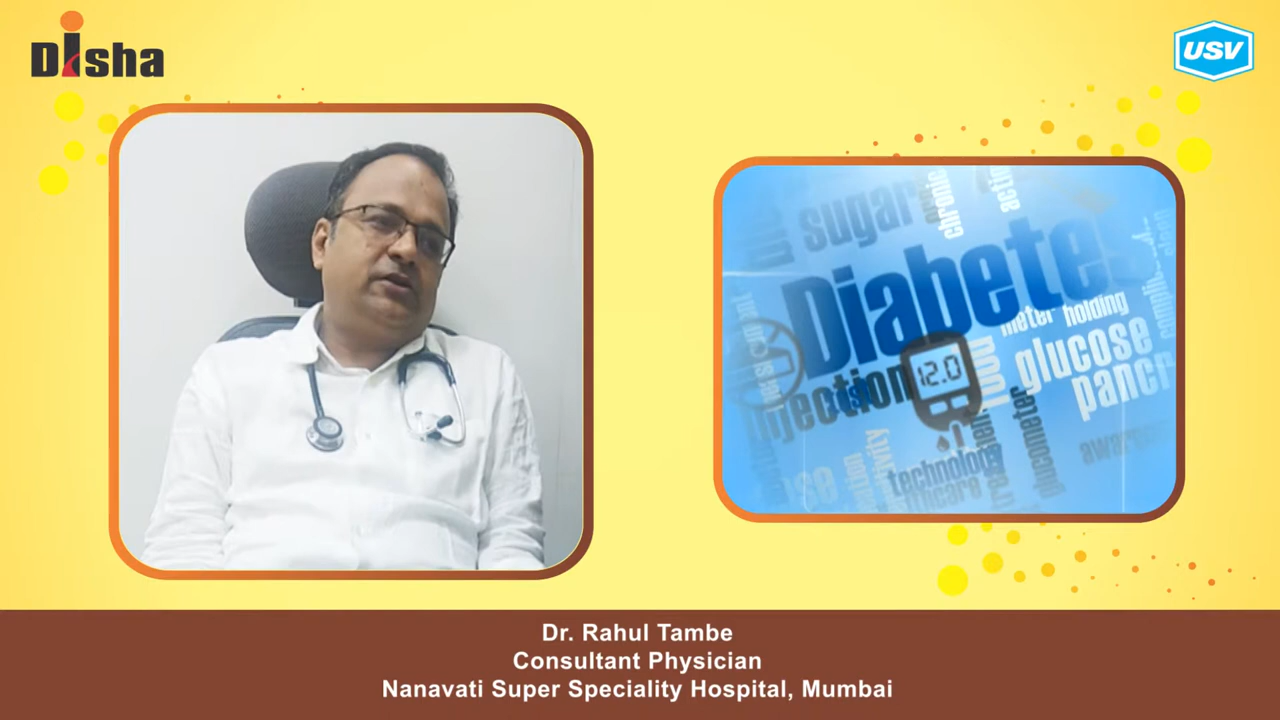 Disha
USV
sugar
chronic
Diabetes
meter holding
glucose
12.0
technology
glucometer
Dr. Rahul Tambe
Consultant Physician
Nanavati Super Speciality Hospital, Mumbai